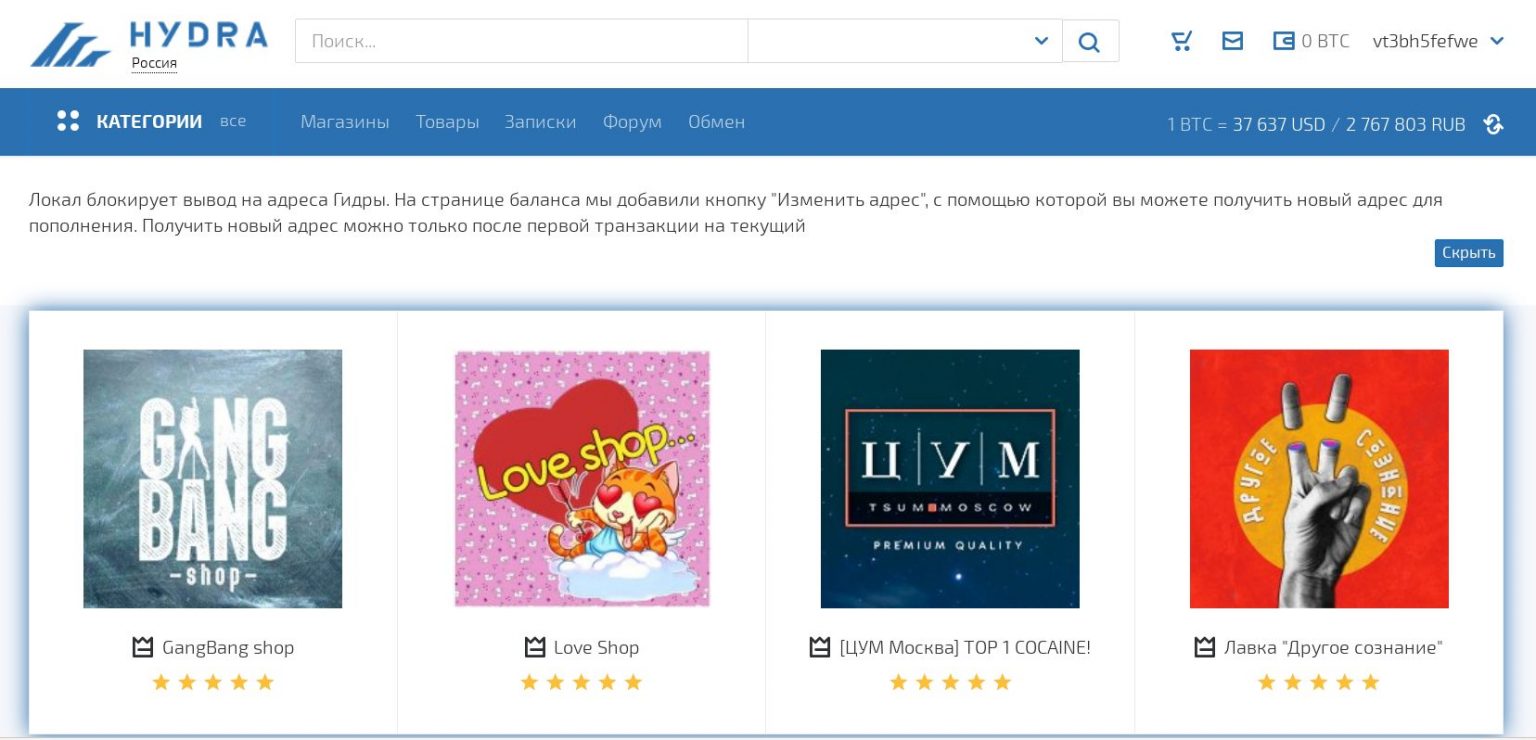 HYDRA
Россия
Поиск...
0 BTC
vt3bh5fefwe
КАТЕГОРИИ все
Магазины Товары Записки Форум Обмен
1 BTC = 37 637 USD / 2 767 803 RUB
Локал блокирует вывод на адреса Гидры. На странице баланса мы добавили кнопку "Изменить адрес", с помощью которой вы можете получить новый адрес для
пополнения. Получить новый адрес можно только после первой транзакции на текущий
Скрыть
GANG
BANG
-shop-
GangBang shop
Love shop...
Love Shop
Ц|У|М
TSUM MOSCOW
PREMIUM QUALITY
[ЦУМ Москва] TOP 1 COCAINE!
ДРУГОЕ
СОЗНАНИЕ
Лавка "Другое сознание"